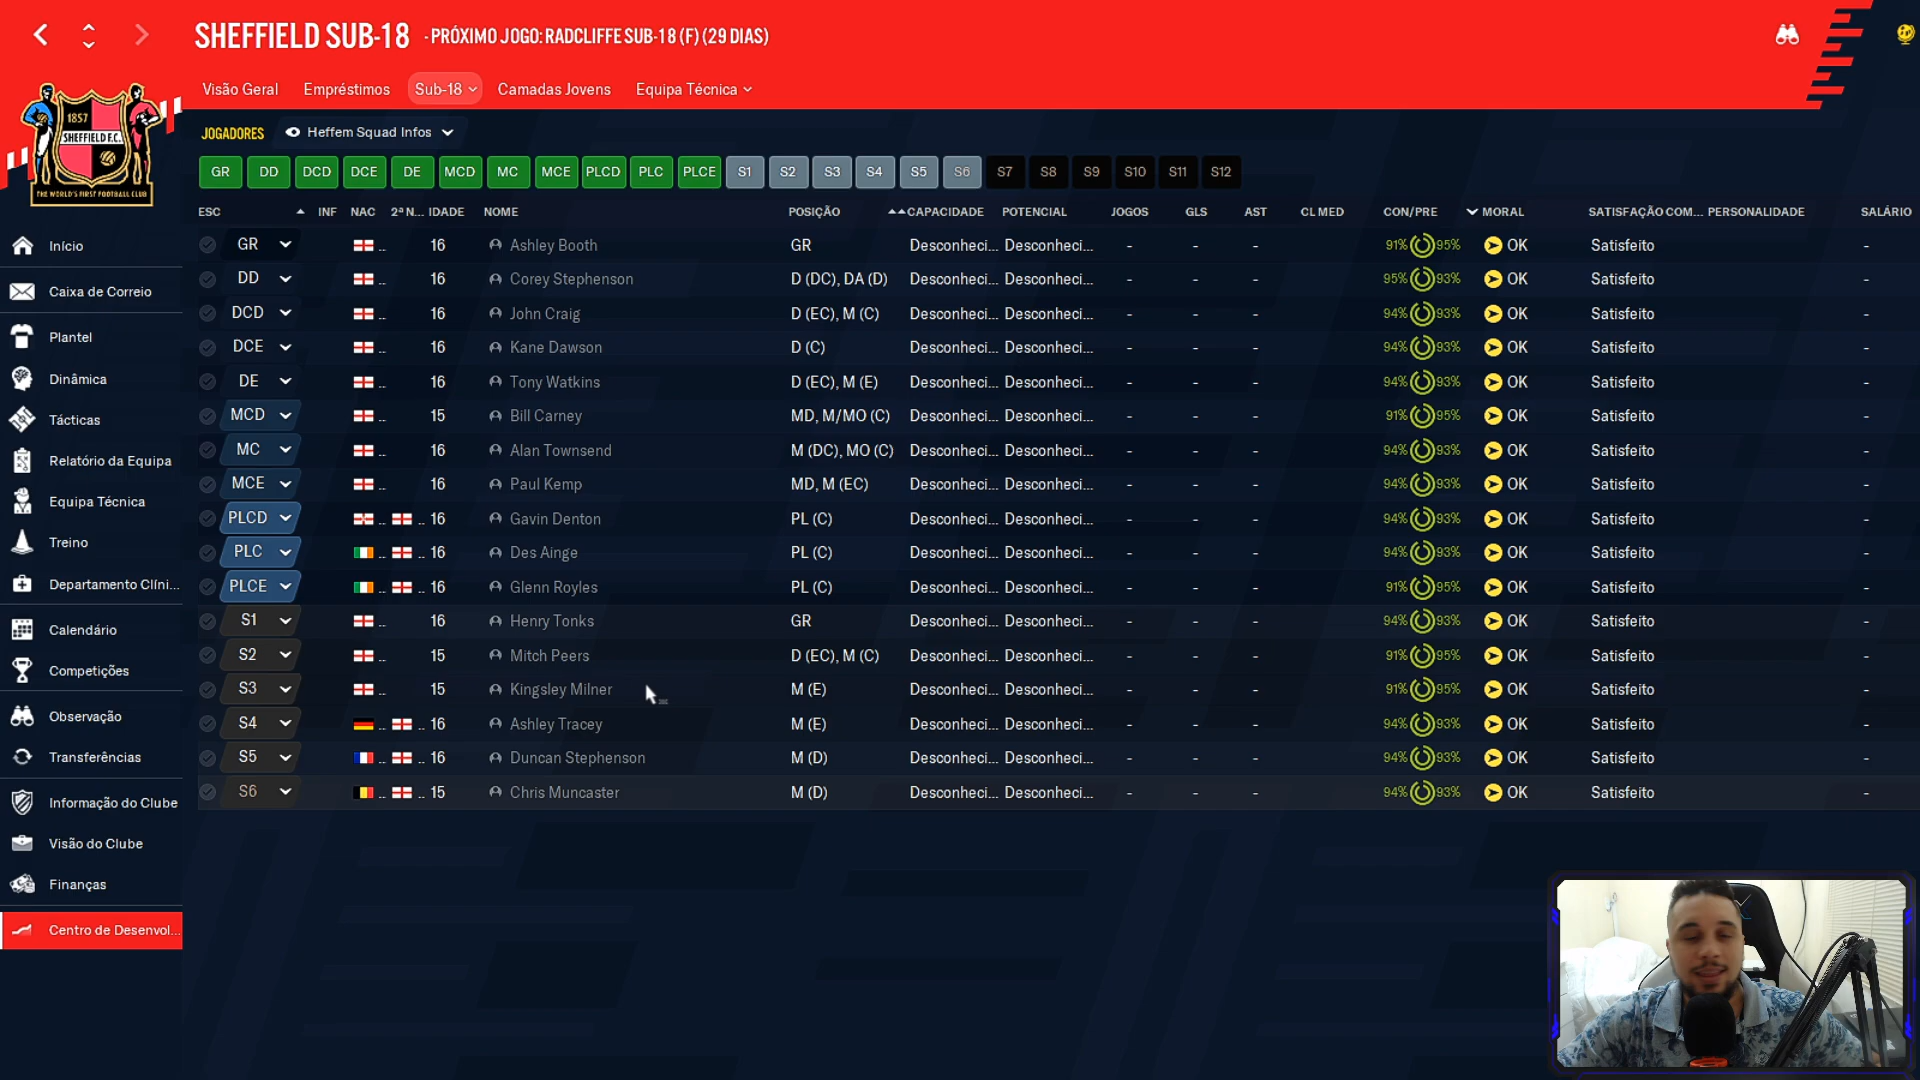 SHEFFIELD SUB-18 - PRÓXIMO JOGO: RADCLIFFE SUB-18 (F) (29 DIAS)
Visão Geral Empréstimos Sub-18 Camadas Jovens Equipa Técnica
1857
SHEFFIELD F.C.
THE WORLD'S FIRST FOOTBALL CLUB
JOGADORES Heffem Squad Infos
GR DD DCD DCE DE MCD MC MCE PLCD PLC PLCE S1 S2 S3 S4 S5 S6 S7 S8 S9 S10 S11 S12
ESC INF NAC 2ª N... IDADE NOME POSIÇÃO CAPACIDADE POTENCIAL JOGOS GLS AST CL MED CON/PRE MORAL SATISFAÇÃO COM... PERSONALIDADE SALÁRIO
GR .. 16 Ashley Booth GR Desconheci... Desconheci... - - - 91% 95% OK Satisfeito -
DD .. 16 Corey Stephenson D (DC), DA (D) Desconheci... Desconheci... - - - 95% 93% OK Satisfeito -
DCD .. 16 John Craig D (EC), M (C) Desconheci... Desconheci... - - - 94% 93% OK Satisfeito -
DCE .. 16 Kane Dawson D (C) Desconheci... Desconheci... - - - 94% 93% OK Satisfeito -
DE .. 16 Tony Watkins D (EC), M (E) Desconheci... Desconheci... - - - 94% 93% OK Satisfeito -
MCD .. 15 Bill Carney MD, M/MO (C) Desconheci... Desconheci... - - - 91% 95% OK Satisfeito -
MC .. 16 Alan Townsend M (DC), MO (C) Desconheci... Desconheci... - - - 94% 93% OK Satisfeito -
MCE .. 16 Paul Kemp MD, M (EC) Desconheci... Desconheci... - - - 94% 93% OK Satisfeito -
PLCD .. .. 16 Gavin Denton PL (C) Desconheci... Desconheci... - - - 94% 93% OK Satisfeito -
PLC .. .. 16 Des Ainge PL (C) Desconheci... Desconheci... - - - 94% 93% OK Satisfeito -
PLCE .. .. 16 Glenn Royles PL (C) Desconheci... Desconheci... - - - 91% 95% OK Satisfeito -
S1 .. 16 Henry Tonks GR Desconheci... Desconheci... - - - 94% 93% OK Satisfeito -
S2 .. 15 Mitch Peers D (EC), M (C) Desconheci... Desconheci... - - - 91% 95% OK Satisfeito -
S3 .. 15 Kingsley Milner M (E) Desconheci... Desconheci... - - - 91% 95% OK Satisfeito -
S4 .. .. 16 Ashley Tracey M (E) Desconheci... Desconheci... - - - 94% 93% OK Satisfeito -
S5 .. .. 16 Duncan Stephenson M (D) Desconheci... Desconheci... - - - 94% 93% OK Satisfeito -
S6 .. .. 15 Chris Muncaster M (D) Desconheci... Desconheci... - - - 94% 93% OK Satisfeito -
Início
Caixa de Correio
Plantel
Dinâmica
Tácticas
Relatório da Equipa
Equipa Técnica
Treino
Departamento Clíni...
Calendário
Competições
Observação
Transferências
Informação do Clube
Visão do Clube
Finanças
Centro de Desenvol...